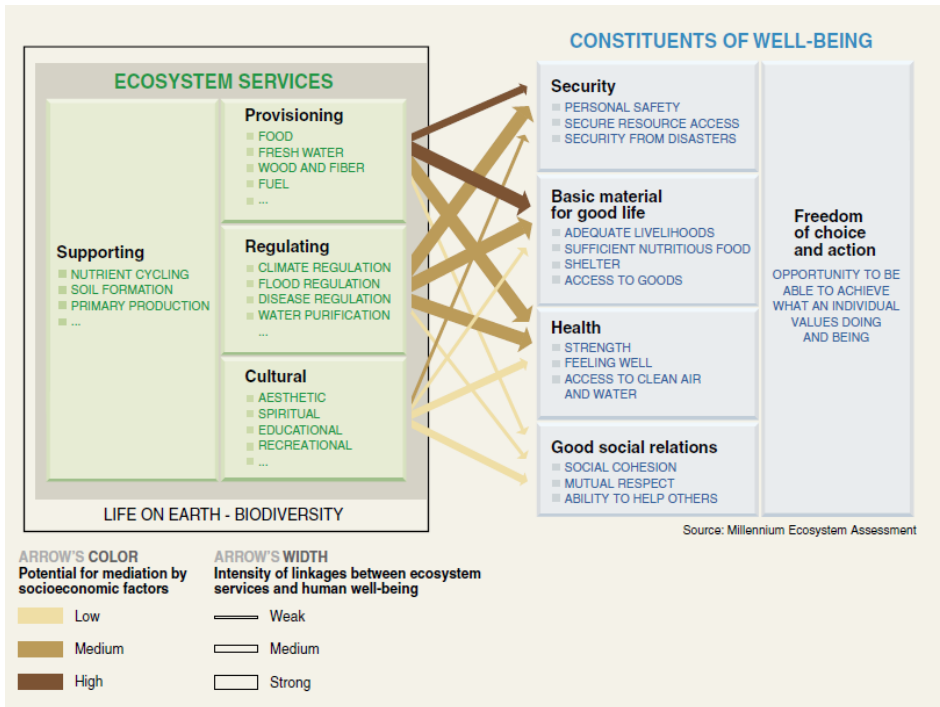 CONSTITUENTS OF WELL-BEING
ECOSYSTEM SERVICES
Supporting
NUTRIENT CYCLING
SOIL FORMATION
PRIMARY PRODUCTION
...
Provisioning
FOOD
FRESH WATER
WOOD AND FIBER
FUEL
...
Regulating
CLIMATE REGULATION
FLOOD REGULATION
DISEASE REGULATION
WATER PURIFICATION
...
Cultural
AESTHETIC
SPIRITUAL
EDUCATIONAL
RECREATIONAL
...
LIFE ON EARTH - BIODIVERSITY
Security
PERSONAL SAFETY
SECURE RESOURCE ACCESS
SECURITY FROM DISASTERS
Basic material
for good life
ADEQUATE LIVELIHOODS
SUFFICIENT NUTRITIOUS FOOD
SHELTER
ACCESS TO GOODS
Health
STRENGTH
FEELING WELL
ACCESS TO CLEAN AIR
AND WATER
Good social relations
SOCIAL COHESION
MUTUAL RESPECT
ABILITY TO HELP OTHERS
Freedom
of choice
and action
OPPORTUNITY TO BE
ABLE TO ACHIEVE
WHAT AN INDIVIDUAL
VALUES DOING
AND BEING
Source: Millennium Ecosystem Assessment
ARROW'S COLOR
Potential for mediation by
socioeconomic factors
Low
Medium
High
ARROW'S WIDTH
Intensity of linkages between ecosystem
services and human well-being
Weak
Medium
Strong